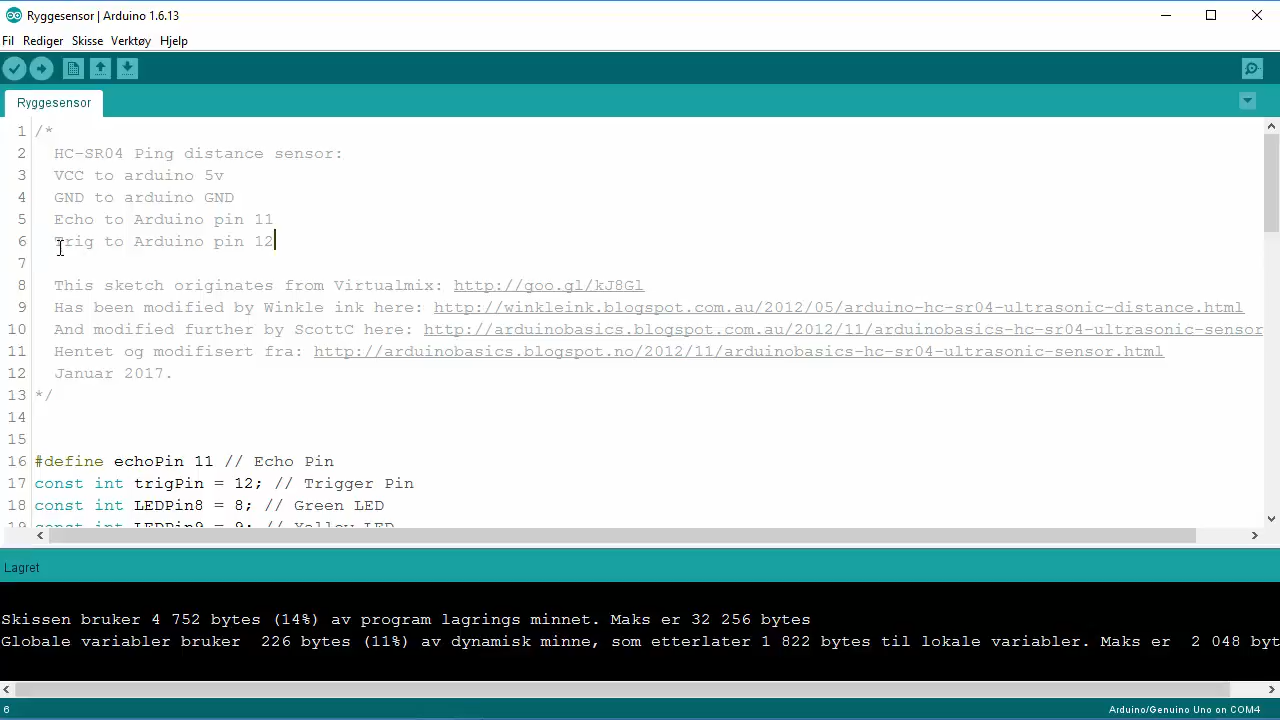 Ryggesensor | Arduino 1.6.13
Fil Rediger Skisse Verktøy Hjelp
Ryggesensor
1 /*
2 HC-SR04 Ping distance sensor:
3 VCC to arduino 5v
4 GND to arduino GND
5 Echo to Arduino pin 11
6 Trig to Arduino pin 12
7
8 This sketch originates from Virtualmix: http://goo.gl/kJ8Gl
9 Has been modified by Winkle ink here: http://winkleink.blogspot.com.au/2012/05/arduino-hc-sr04-ultrasonic-distance.html
10 And modified further by ScottC here: http://arduinobasics.blogspot.com.au/2012/11/arduinobasics-hc-sr04-ultrasonic-sensor
11 Hentet og modifisert fra: http://arduinobasics.blogspot.no/2012/11/arduinobasics-hc-sr04-ultrasonic-sensor.html
12 Januar 2017.
13 */
14
15
16 #define echoPin 11 // Echo Pin
17 const int trigPin = 12; // Trigger Pin
18 const int LEDPin8 = 8; // Green LED
19 const int LEDPin9 = 9; // Yellow LED
Lagret
Skissen bruker 4 752 bytes (14%) av program lagrings minnet. Maks er 32 256 bytes
Globale variabler bruker 226 bytes (11%) av dynamisk minne, som etterlater 1 822 bytes til lokale variabler. Maks er 2 048 byt
6 Arduino/Genuino Uno on COM4